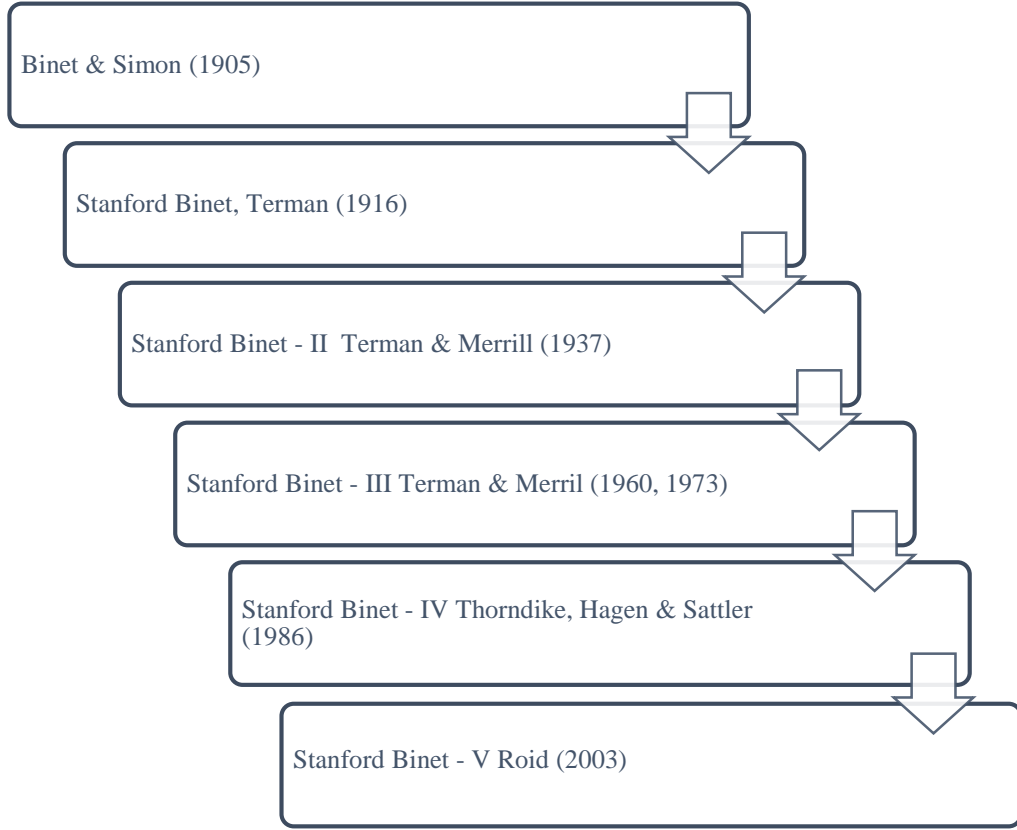 Binet & Simon (1905)
Stanford Binet, Terman (1916)
Stanford Binet - II  Terman & Merrill (1937)
Stanford Binet - III Terman & Merril (1960, 1973)
Stanford Binet - IV Thorndike, Hagen & Sattler
(1986)
Stanford Binet - V Roid (2003)